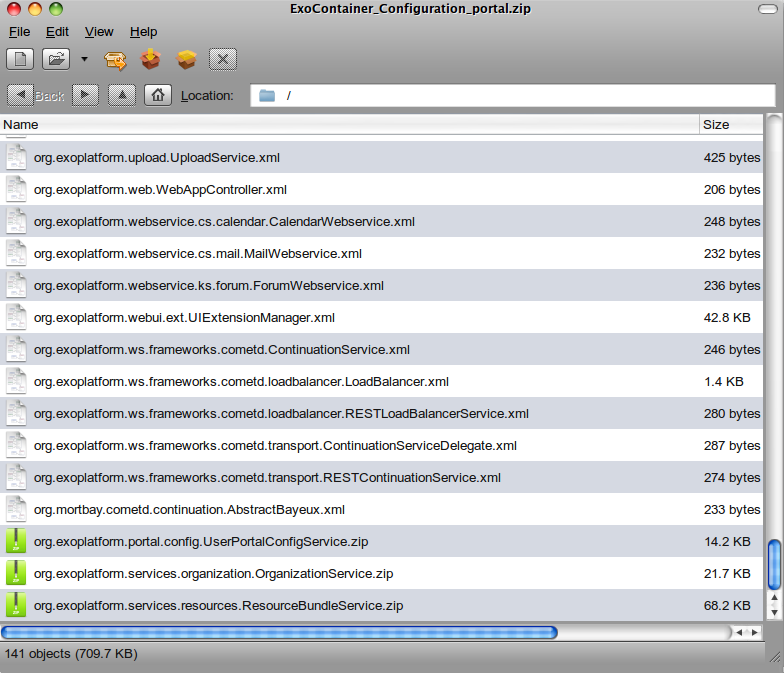 ExoContainer_Configuration_portal.zip
File Edit View Help
Back Location: /
Name Size
org.exoplatform.upload.UploadService.xml 425 bytes
org.exoplatform.web.WebAppController.xml 206 bytes
org.exoplatform.webservice.cs.calendar.CalendarWebservice.xml 248 bytes
org.exoplatform.webservice.cs.mail.MailWebservice.xml 232 bytes
org.exoplatform.webservice.ks.forum.ForumWebservice.xml 236 bytes
org.exoplatform.webui.ext.UIExtensionManager.xml 42.8 KB
org.exoplatform.ws.frameworks.cometd.ContinuationService.xml 246 bytes
org.exoplatform.ws.frameworks.cometd.loadbalancer.LoadBalancer.xml 1.4 KB
org.exoplatform.ws.frameworks.cometd.loadbalancer.RESTLoadBalancerService.xml 280 bytes
org.exoplatform.ws.frameworks.cometd.transport.ContinuationServiceDelegate.xml 287 bytes
org.exoplatform.ws.frameworks.cometd.transport.RESTContinuationService.xml 274 bytes
org.mortbay.cometd.continuation.AbstractBayeux.xml 233 bytes
org.exoplatform.portal.config.UserPortalConfigService.zip 14.2 KB
org.exoplatform.services.organization.OrganizationService.zip 21.7 KB
org.exoplatform.services.resources.ResourceBundleService.zip 68.2 KB
141 objects (709.7 KB)